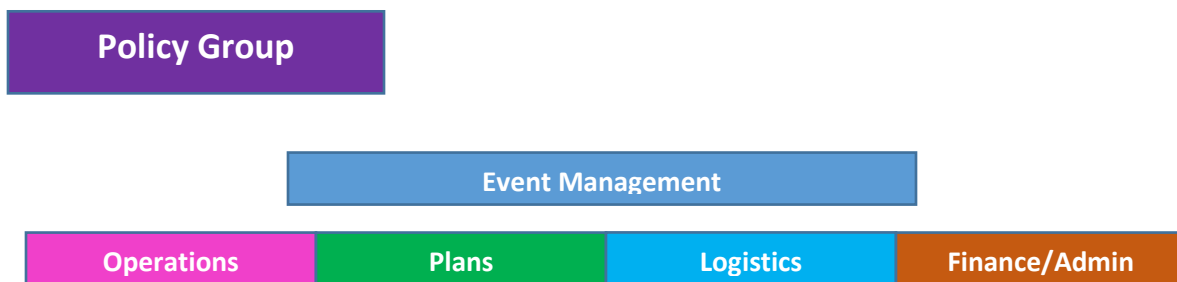 Policy Group
Event Management
Operations Plans Logistics Finance/Admin